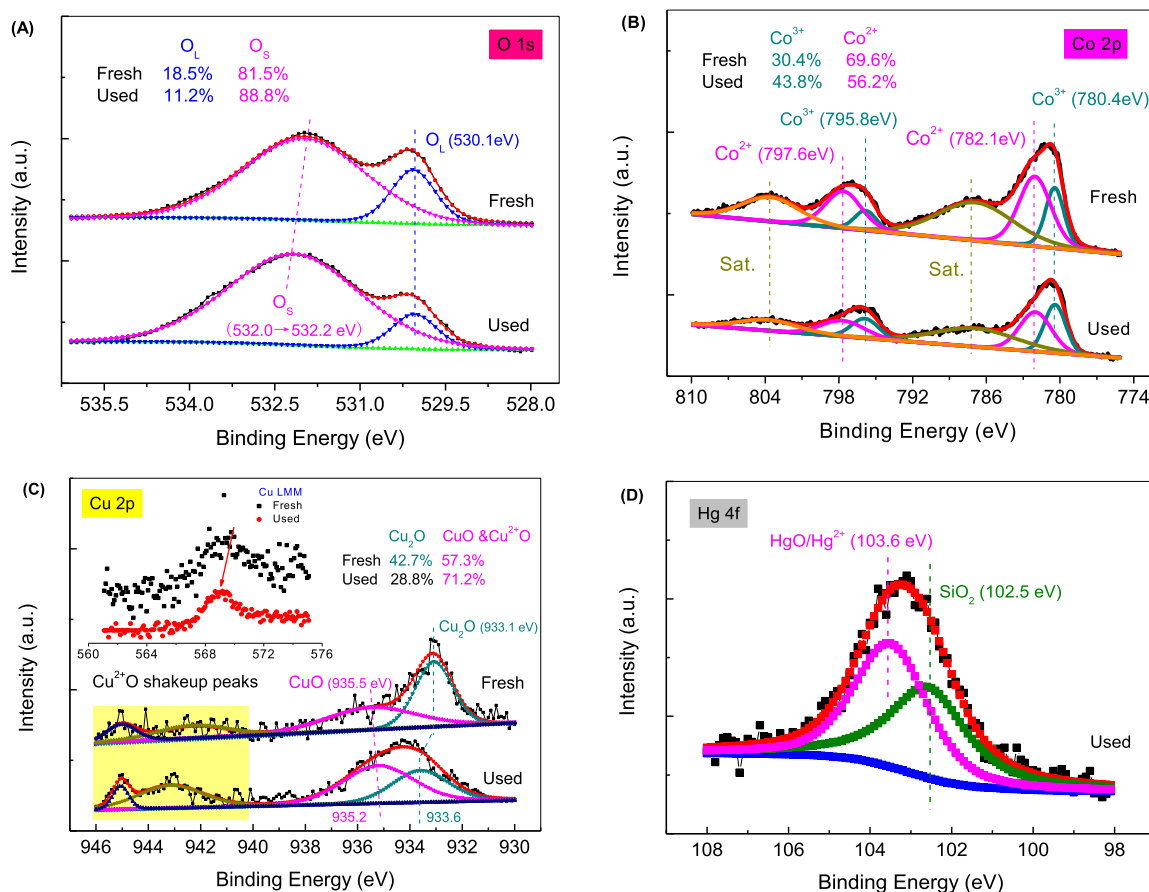 (A)
O 1s
O_L O_S
Fresh 18.5% 81.5%
Used 11.2% 88.8%
O_L (530.1eV)
Fresh
O_S
(532.0→532.2 eV)
Used
Intensity (a.u.)
535.5 534.0 532.5 531.0 529.5 528.0
Binding Energy (eV)
(B)
Co 2p
Co³⁺ Co²⁺
Fresh 30.4% 69.6%
Used 43.8% 56.2%
Co³⁺ (780.4eV)
Co³⁺ (795.8eV)
Co²⁺ (782.1eV)
Co²⁺ (797.6eV)
Fresh
Sat. Sat.
Used
Intensity (a.u.)
810 804 798 792 786 780 774
Binding Energy (eV)
(C)
Cu 2p
Cu LMM
Fresh
Used
Cu₂O CuO &Cu²⁺O
Fresh 42.7% 57.3%
Used 28.8% 71.2%
560 564 568 572 576
Cu₂O (933.1 eV)
Cu²⁺O shakeup peaks
CuO (935.5 eV)
Fresh
Used
935.2 933.6
Intensity (a.u.)
946 944 942 940 938 936 934 932 930
Binding Energy (eV)
(D)
Hg 4f
HgO/Hg²⁺ (103.6 eV)
SiO₂ (102.5 eV)
Used
Intensity (a.u.)
108 106 104 102 100 98
Binding Energy (eV)